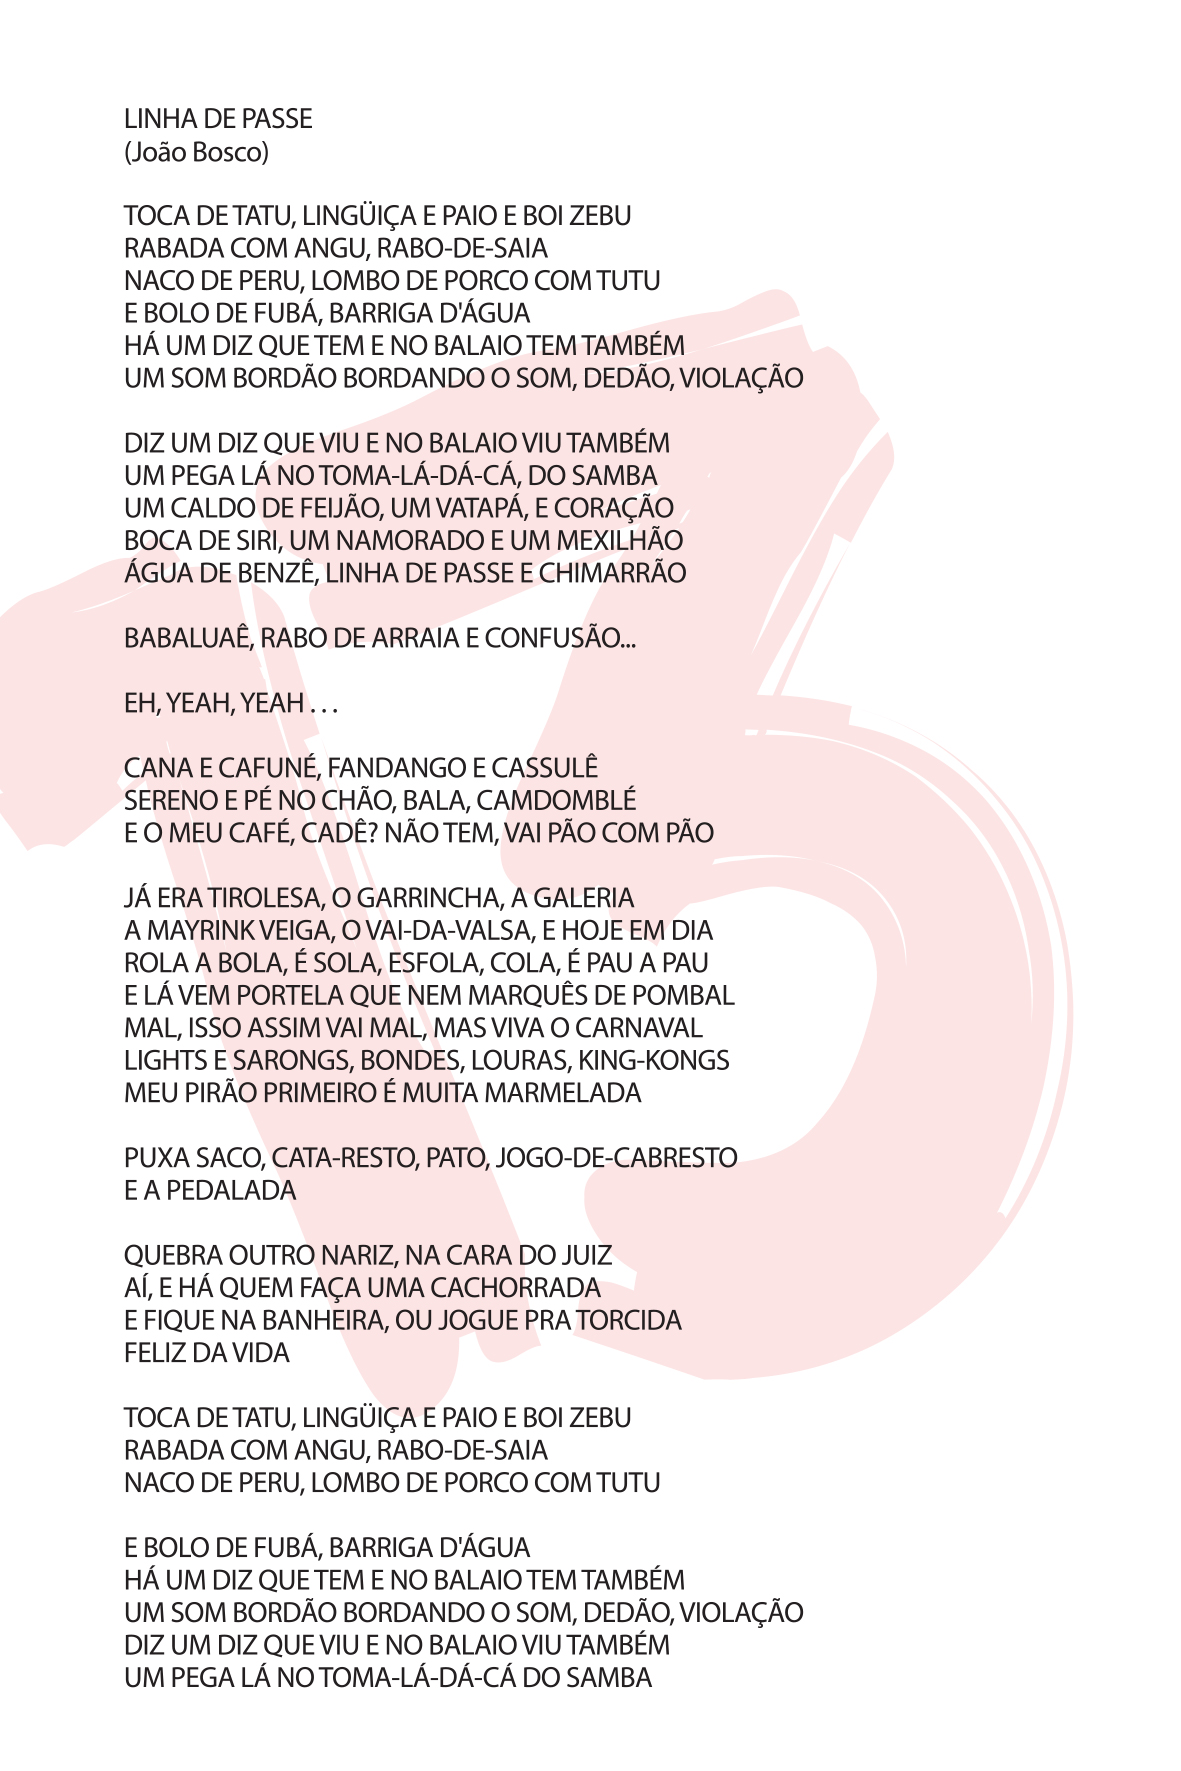 LINHA DE PASSE
(João Bosco)
TOCA DE TATU, LINGÜIÇA E PAIO E BOI ZEBU
RABADA COM ANGU, RABO-DE-SAIA
NACO DE PERU, LOMBO DE PORCO COM TUTU
E BOLO DE FUBÁ, BARRIGA D'ÁGUA
HÁ UM DIZ QUE TEM E NO BALAIO TEM TAMBÉM
UM SOM BORDÃO BORDANDO O SOM, DEDÃO, VIOLAÇÃO
DIZ UM DIZ QUE VIU E NO BALAIO VIU TAMBÉM
UM PEGA LÁ NO TOMA-LÁ-DÁ-CÁ, DO SAMBA
UM CALDO DE FEIJÃO, UM VATAPÁ, E CORAÇÃO
BOCA DE SIRI, UM NAMORADO E UM MEXILHÃO
ÁGUA DE BENZÊ, LINHA DE PASSE E CHIMARRÃO
BABALUAÊ, RABO DE ARRAIA E CONFUSÃO...
EH, YEAH, YEAH . . .
CANA E CAFUNÉ, FANDANGO E CASSULÊ
SERENO E PÉ NO CHÃO, BALA, CAMDOMBLÉ
E O MEU CAFÉ, CADÊ? NÃO TEM, VAI PÃO COM PÃO
JÁ ERA TIROLESA, O GARRINCHA, A GALERIA
A MAYRINK VEIGA, O VAI-DA-VALSA, E HOJE EM DIA
ROLA A BOLA, É SOLA, ESFOLA, COLA, É PAU A PAU
E LÁ VEM PORTELA QUE NEM MARQUÊS DE POMBAL
MAL, ISSO ASSIM VAI MAL, MAS VIVA O CARNAVAL
LIGHTS E SARONGS, BONDES, LOURAS, KING-KONGS
MEU PIRÃO PRIMEIRO É MUITA MARMELADA
PUXA SACO, CATA-RESTO, PATO, JOGO-DE-CABRESTO
E A PEDALADA
QUEBRA OUTRO NARIZ, NA CARA DO JUIZ
AÍ, E HÁ QUEM FAÇA UMA CACHORRADA
E FIQUE NA BANHEIRA, OU JOGUE PRA TORCIDA
FELIZ DA VIDA
TOCA DE TATU, LINGÜIÇA E PAIO E BOI ZEBU
RABADA COM ANGU, RABO-DE-SAIA
NACO DE PERU, LOMBO DE PORCO COM TUTU
E BOLO DE FUBÁ, BARRIGA D'ÁGUA
HÁ UM DIZ QUE TEM E NO BALAIO TEM TAMBÉM
UM SOM BORDÃO BORDANDO O SOM, DEDÃO, VIOLAÇÃO
DIZ UM DIZ QUE VIU E NO BALAIO VIU TAMBÉM
UM PEGA LÁ NO TOMA-LÁ-DÁ-CÁ DO SAMBA
13